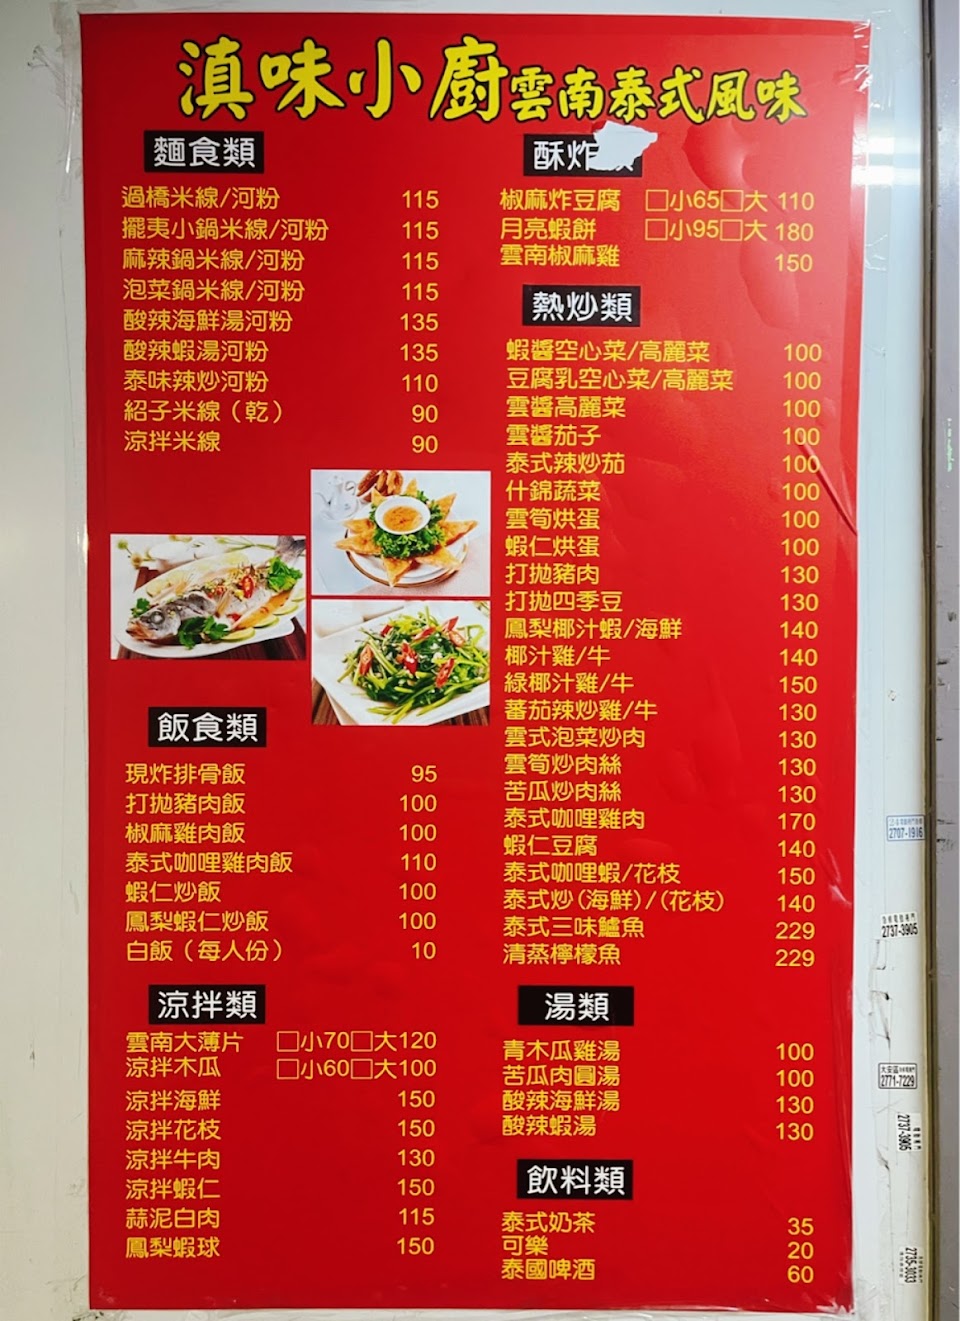 滇味小廚雲南泰式風味
麵食類
過橋米線/河粉 115
擺夷小鍋米線/河粉 115
麻辣鍋米線/河粉 115
泡菜鍋米線/河粉 115
酸辣海鮮湯河粉 135
酸辣蝦湯河粉 135
泰味辣炒河粉 110
紹子米線（乾） 90
涼拌米線 90
飯食類
現炸排骨飯 95
打拋豬肉飯 100
椒麻雞肉飯 100
泰式咖哩雞肉飯 110
蝦仁炒飯 100
鳳梨蝦仁炒飯 100
白飯（每人份） 10
涼拌類
雲南大薄片 □小70□大120
涼拌木瓜 □小60□大100
涼拌海鮮 150
涼拌花枝 150
涼拌牛肉 130
涼拌蝦仁 150
蒜泥白肉 115
鳳梨蝦球 150
酥炸
椒麻炸豆腐 □小65□大 110
月亮蝦餅 □小95□大 180
雲南椒麻雞 150
熱炒類
蝦醬空心菜/高麗菜 100
豆腐乳空心菜/高麗菜 100
雲醬高麗菜 100
雲醬茄子 100
泰式辣炒茄 100
什錦蔬菜 100
雲筍烘蛋 100
蝦仁烘蛋 100
打拋豬肉 130
打拋四季豆 130
鳳梨椰汁蝦/海鮮 140
椰汁雞/牛 140
綠椰汁雞/牛 150
蕃茄辣炒雞/牛 130
雲式泡菜炒肉 130
雲筍炒肉絲 130
苦瓜炒肉絲 130
泰式咖哩雞肉 170
蝦仁豆腐 140
泰式咖哩蝦/花枝 150
泰式炒(海鮮)/(花枝) 140
泰式三味鱸魚 229
清蒸檸檬魚 229
湯類
青木瓜雞湯 100
苦瓜肉圓湯 100
酸辣海鮮湯 130
酸辣蝦湯 130
飲料類
泰式奶茶 35
可樂 20
泰國啤酒 60
2707-1916
2737-3905
大安區
2771-7229
2737-3905
2735-3033